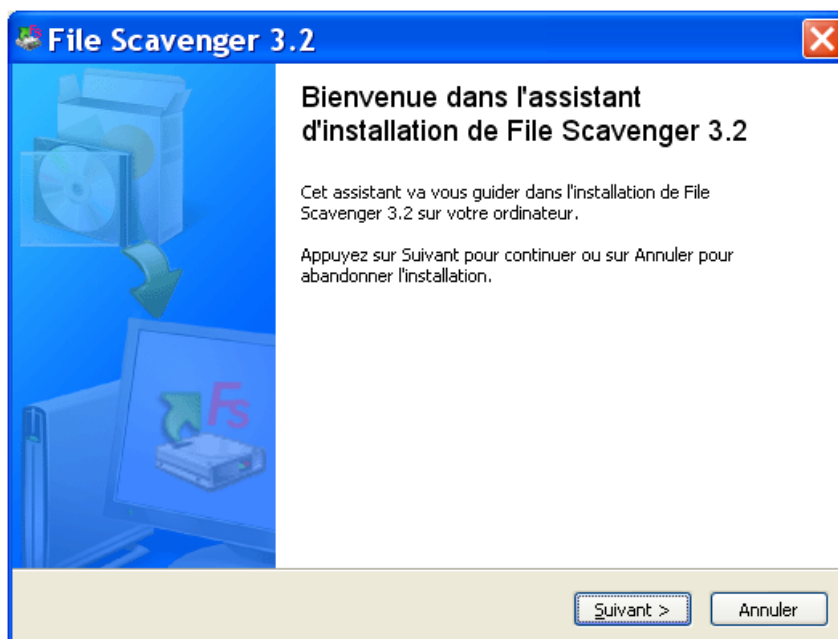 File Scavenger 3.2
Bienvenue dans l'assistant
d'installation de File Scavenger 3.2
Cet assistant va vous guider dans l'installation de File
Scavenger 3.2 sur votre ordinateur.
Appuyez sur Suivant pour continuer ou sur Annuler pour
abandonner l'installation.
FS
Suivant >
Annuler